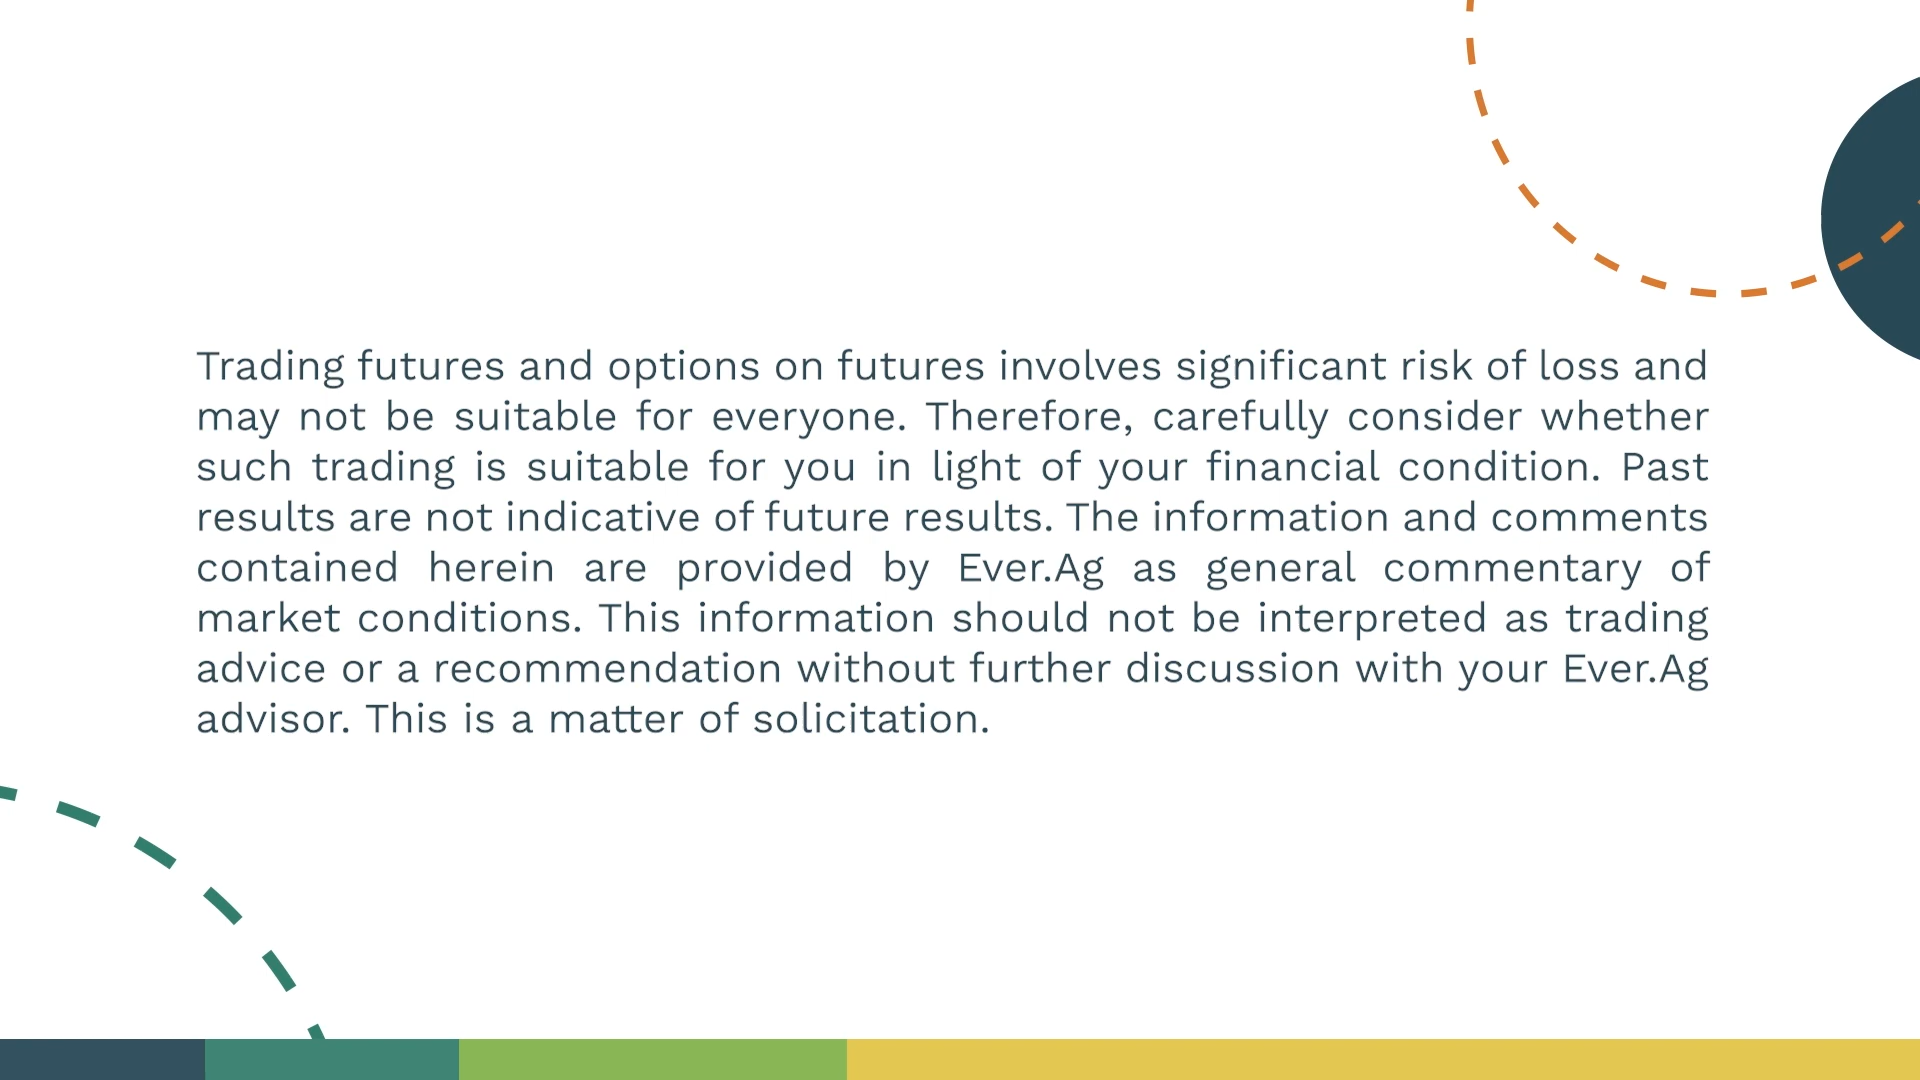 Trading futures and options on futures involves significant risk of loss and
may not be suitable for everyone. Therefore, carefully consider whether
such trading is suitable for you in light of your financial condition. Past
results are not indicative of future results. The information and comments
contained herein are provided by Ever.Ag as general commentary of
market conditions. This information should not be interpreted as trading
advice or a recommendation without further discussion with your Ever.Ag
advisor. This is a matter of solicitation.